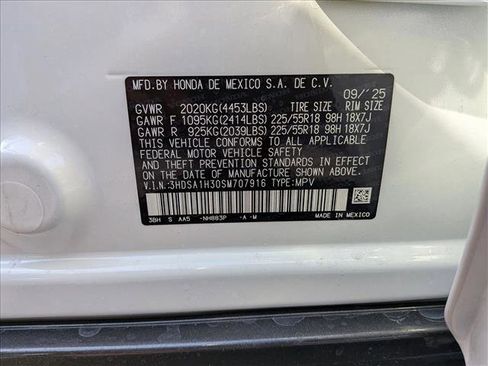 MFD.BY HONDA DE MEXICO S.A. DE C.V. 09/'25
GVWR 2020KG(4453LBS) TIRE SIZE RIM SIZE
GAWR F 1095KG(2414LBS) 225/55R18 98H 18X7J
GAWR R 925KG(2039LBS) 225/55R18 98H 18X7J
THIS VEHICLE CONFORMS TO ALL APPLICABLE
FEDERAL MOTOR VEHICLE SAFETY, BUMPER,
AND THEFT PREVENTION STANDARDS IN EFFECT
ON THE DATE OF MANUFACTURE SHOWN ABOVE.
V.I.N.:3HDSA1H30SM707916 TYPE:MPV
3BH S AA5 -NH883P -A -M MADE IN MEXICO